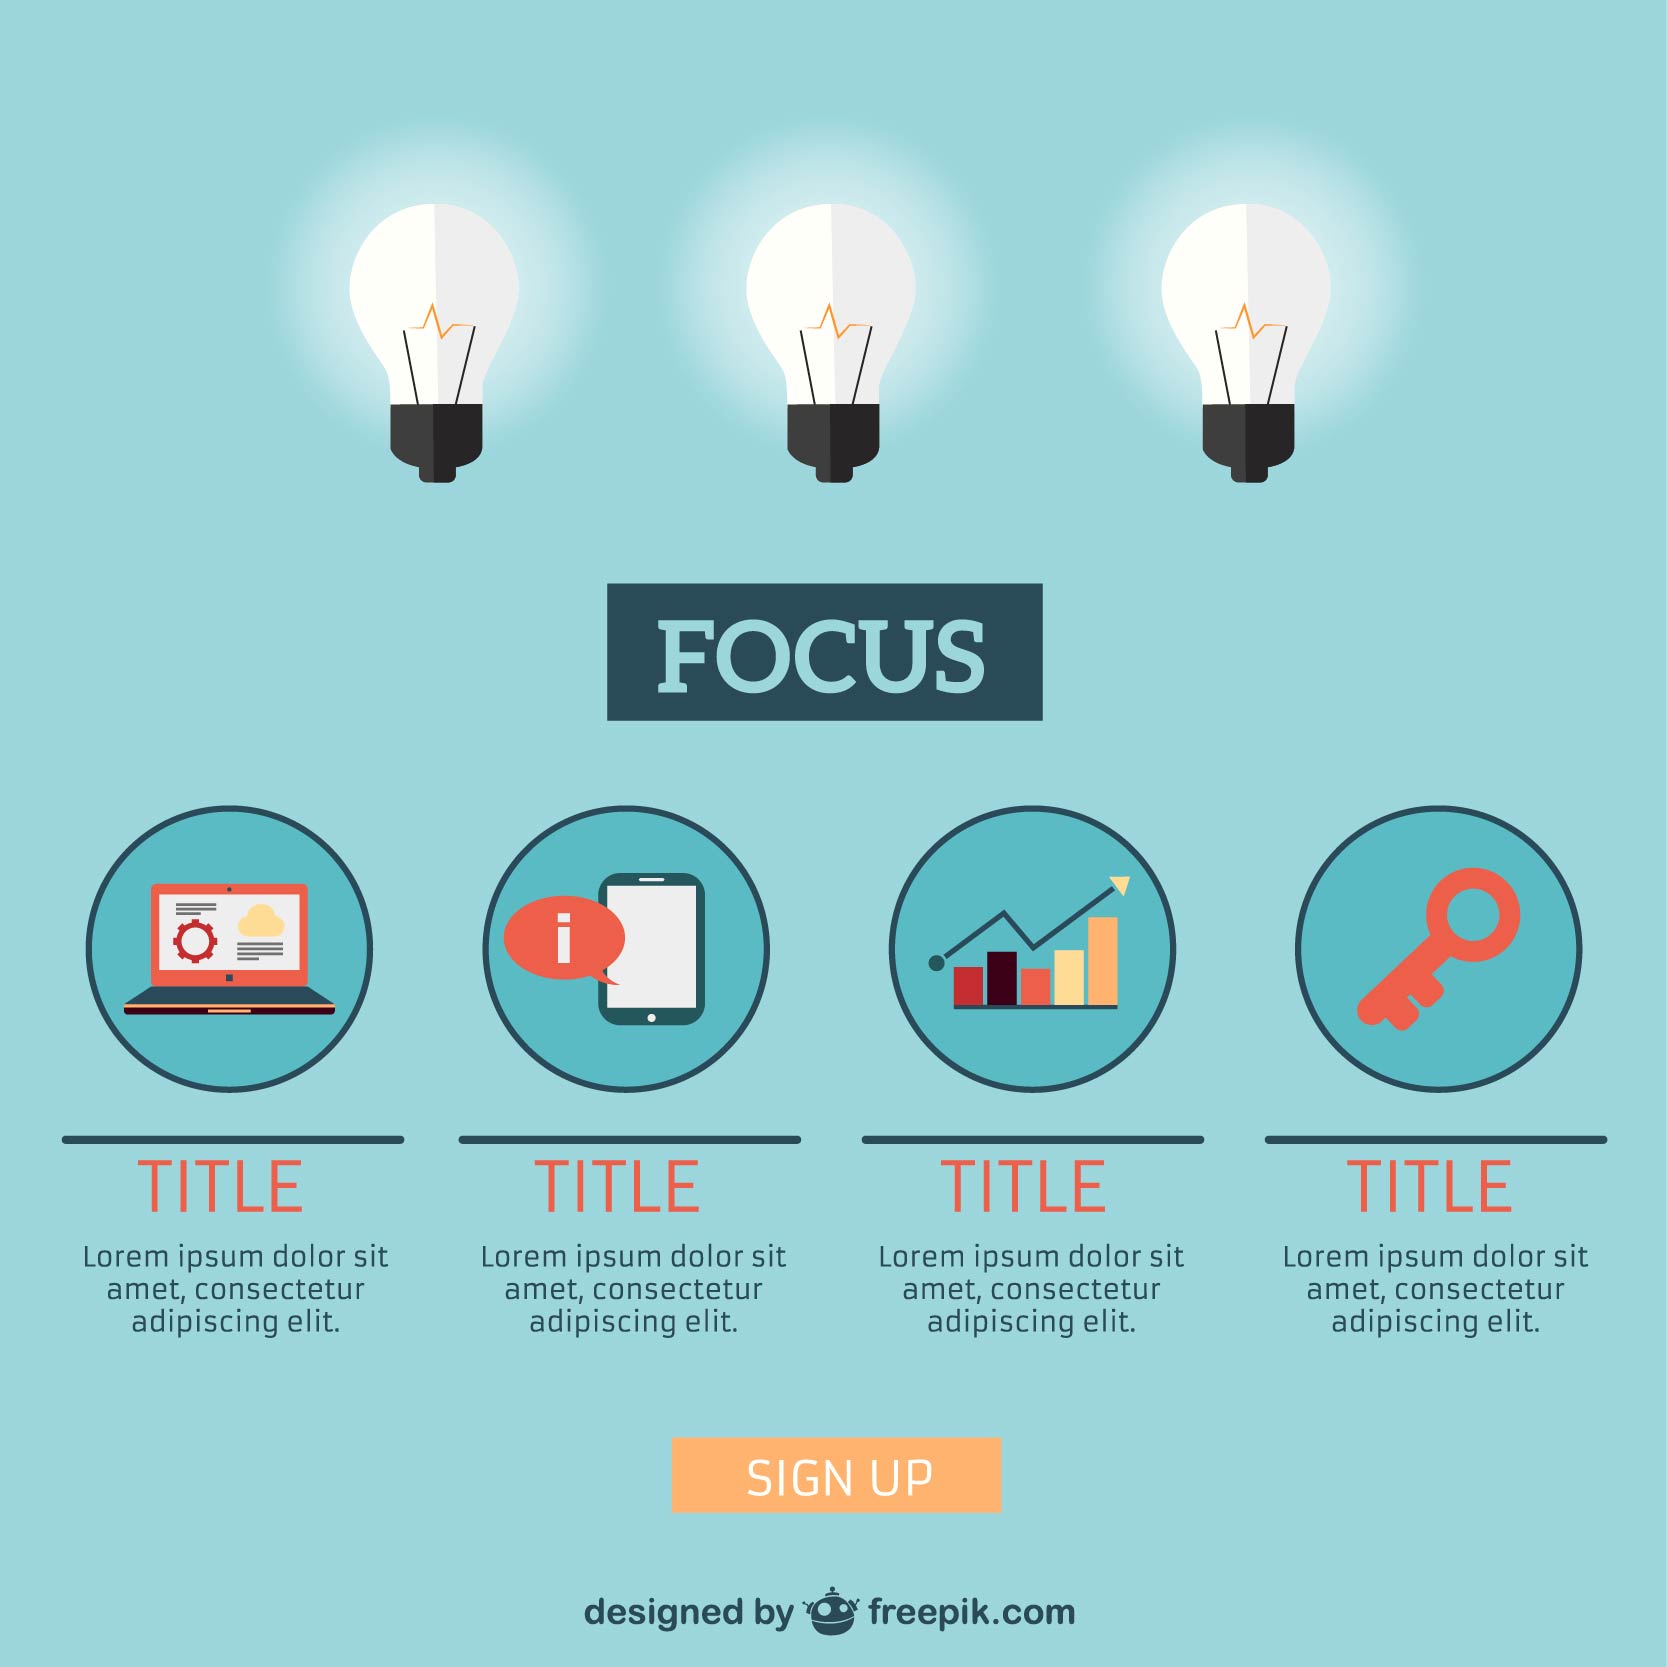 FOCUS
i
TITLE
Lorem ipsum dolor sit
amet, consectetur
adipiscing elit.
TITLE
Lorem ipsum dolor sit
amet, consectetur
adipiscing elit.
TITLE
Lorem ipsum dolor sit
amet, consectetur
adipiscing elit.
TITLE
Lorem ipsum dolor sit
amet, consectetur
adipiscing elit.
SIGN UP
designed by freepik.com